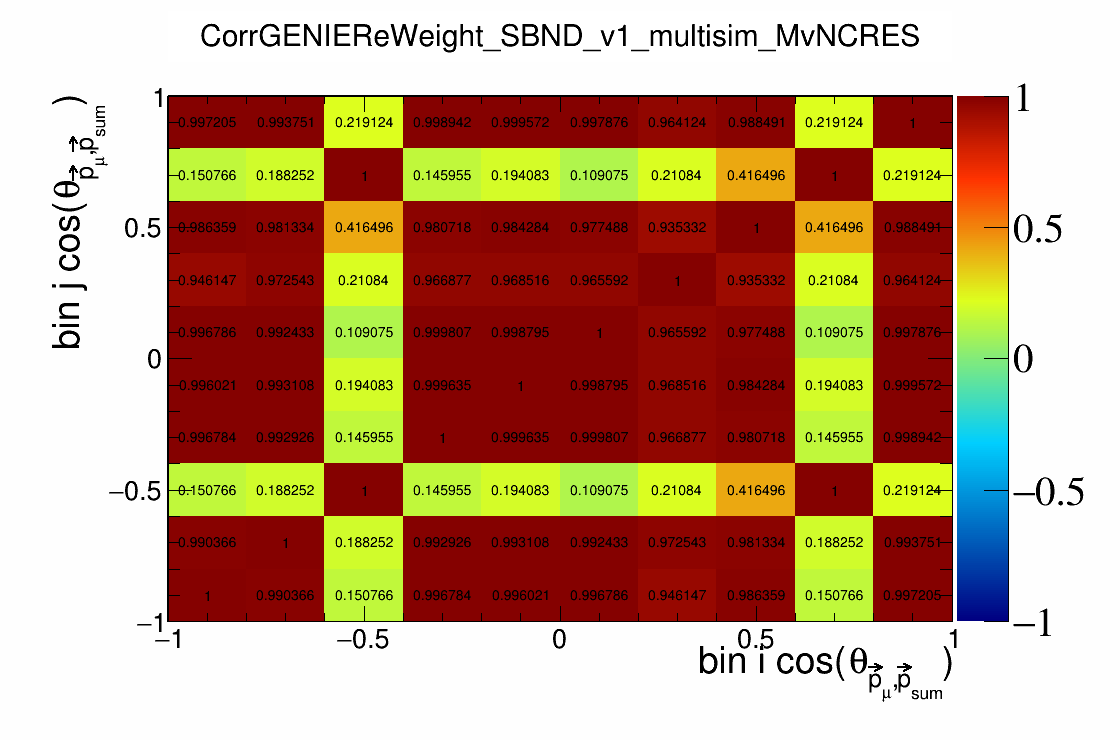 CorrGENIEReWeight_SBND_v1_multisim_MvNCRES
bin j cos(θ p⃗μ,p⃗sum)
1
0.5
0
−0.5
−1
0.997205 0.993751 0.219124 0.998942 0.999572 0.997876 0.964124 0.988491 0.219124 1
0.150766 0.188252 1 0.145955 0.194083 0.109075 0.21084 0.416496 1 0.219124
0.986359 0.981334 0.416496 0.980718 0.984284 0.977488 0.935332 1 0.416496 0.988491
0.946147 0.972543 0.21084 0.966877 0.968516 0.965592 1 0.935332 0.21084 0.964124
0.996786 0.992433 0.109075 0.999807 0.998795 1 0.965592 0.977488 0.109075 0.997876
0.996021 0.993108 0.194083 0.999635 1 0.998795 0.968516 0.984284 0.194083 0.999572
0.996784 0.992926 0.145955 1 0.999635 0.999807 0.966877 0.980718 0.145955 0.998942
0.150766 0.188252 1 0.145955 0.194083 0.109075 0.21084 0.416496 1 0.219124
0.990366 1 0.188252 0.992926 0.993108 0.992433 0.972543 0.981334 0.188252 0.993751
1 0.990366 0.150766 0.996784 0.996021 0.996786 0.946147 0.986359 0.150766 0.997205
−1 −0.5 0 0.5 1
bin i cos(θ p⃗μ,p⃗sum)
1
0.5
0
−0.5
−1